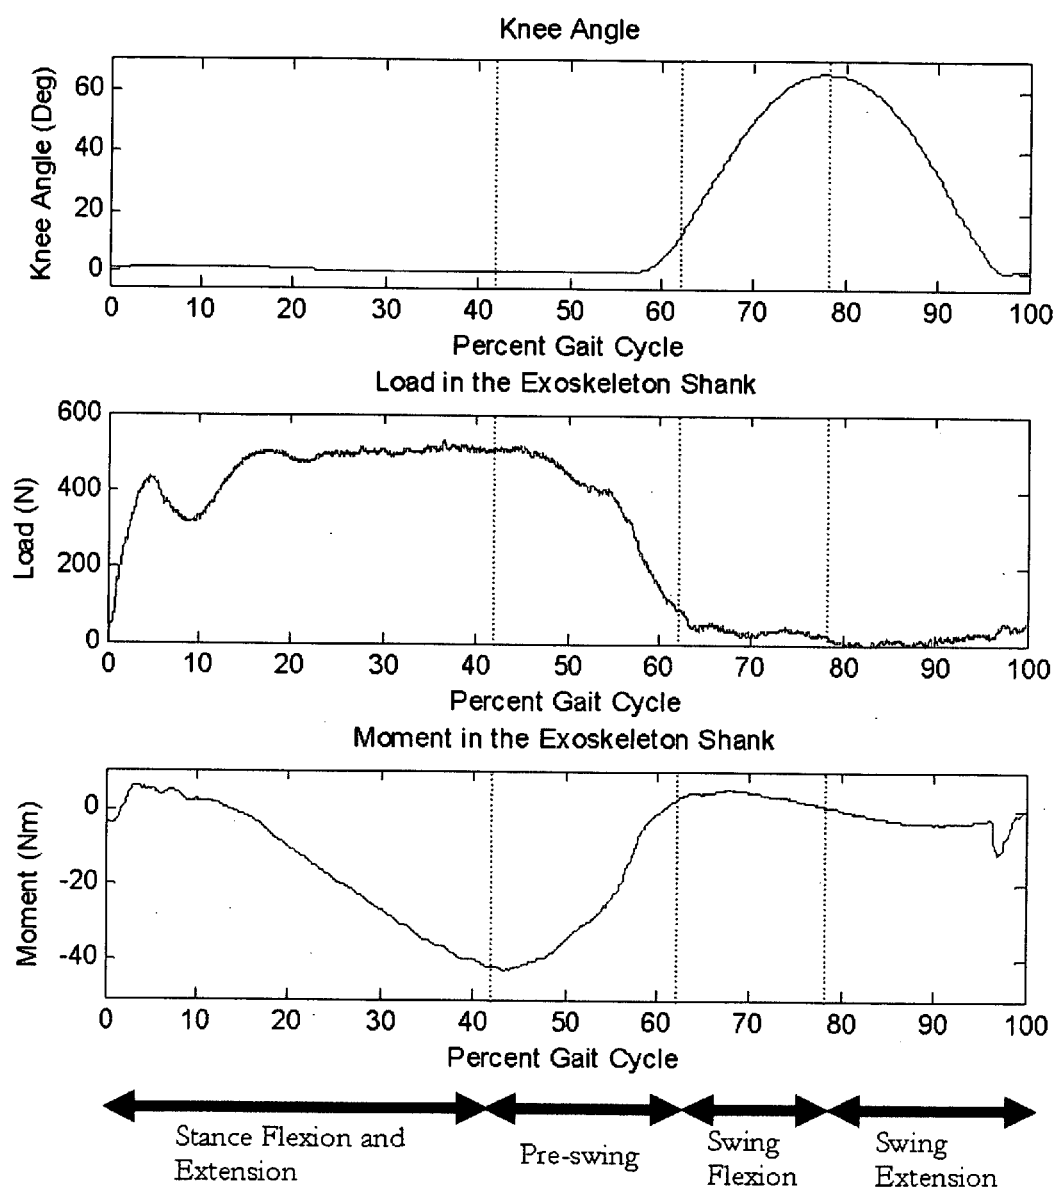 Knee Angle
Knee Angle (Deg)
60
40
20
0
0 10 20 30 40 50 60 70 80 90 100
Percent Gait Cycle
Load in the Exoskeleton Shank
Load (N)
600
400
200
0
0 10 20 30 40 50 60 70 80 90 100
Percent Gait Cycle
Moment in the Exoskeleton Shank
Moment (Nm)
0
-20
-40
0 10 20 30 40 50 60 70 80 90 100
Percent Gait Cycle
Stance Flexion and
Extension
Pre-swing
Swing
Flexion
Swing
Extension